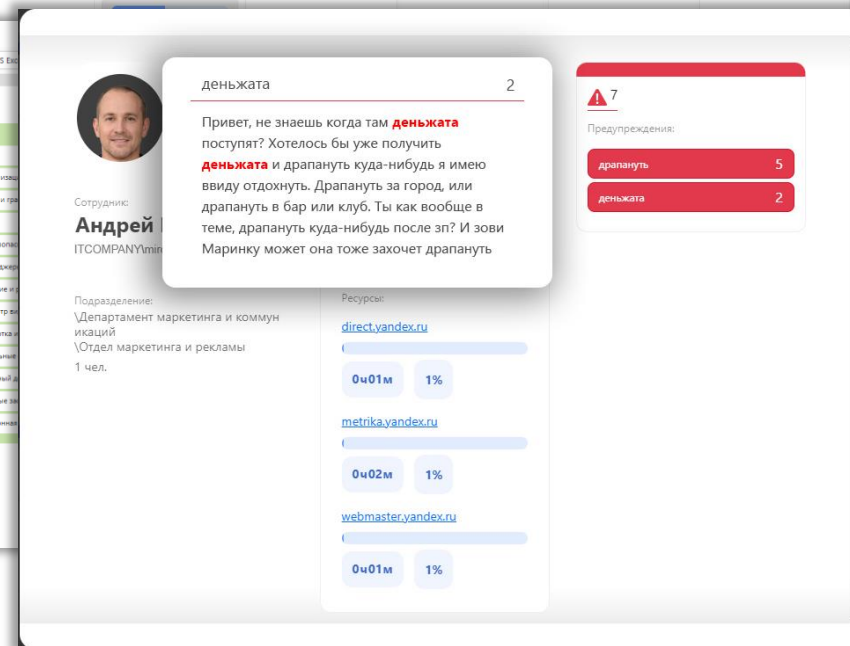 деньжата 2
Привет, не знаешь когда там деньжата
поступят? Хотелось бы уже получить
деньжата и драпануть куда-нибудь я имею
ввиду отдохнуть. Драпануть за город, или
драпануть в бар или клуб. Ты как вообще в
теме, драпануть куда-нибудь после зп? И зови
Маринку может она тоже захочет драпануть
7
Предупреждения:
драпануть 5
деньжата 2
Сотрудник:
Андрей
ITCOMPANY\
Подразделение:
\Департамент маркетинга и коммун
икаций
\Отдел маркетинга и рекламы
1 чел.
Ресурсы:
direct.yandex.ru
0ч01м 1%
metrika.yandex.ru
0ч02м 1%
webmaster.yandex.ru
0ч01м 1%